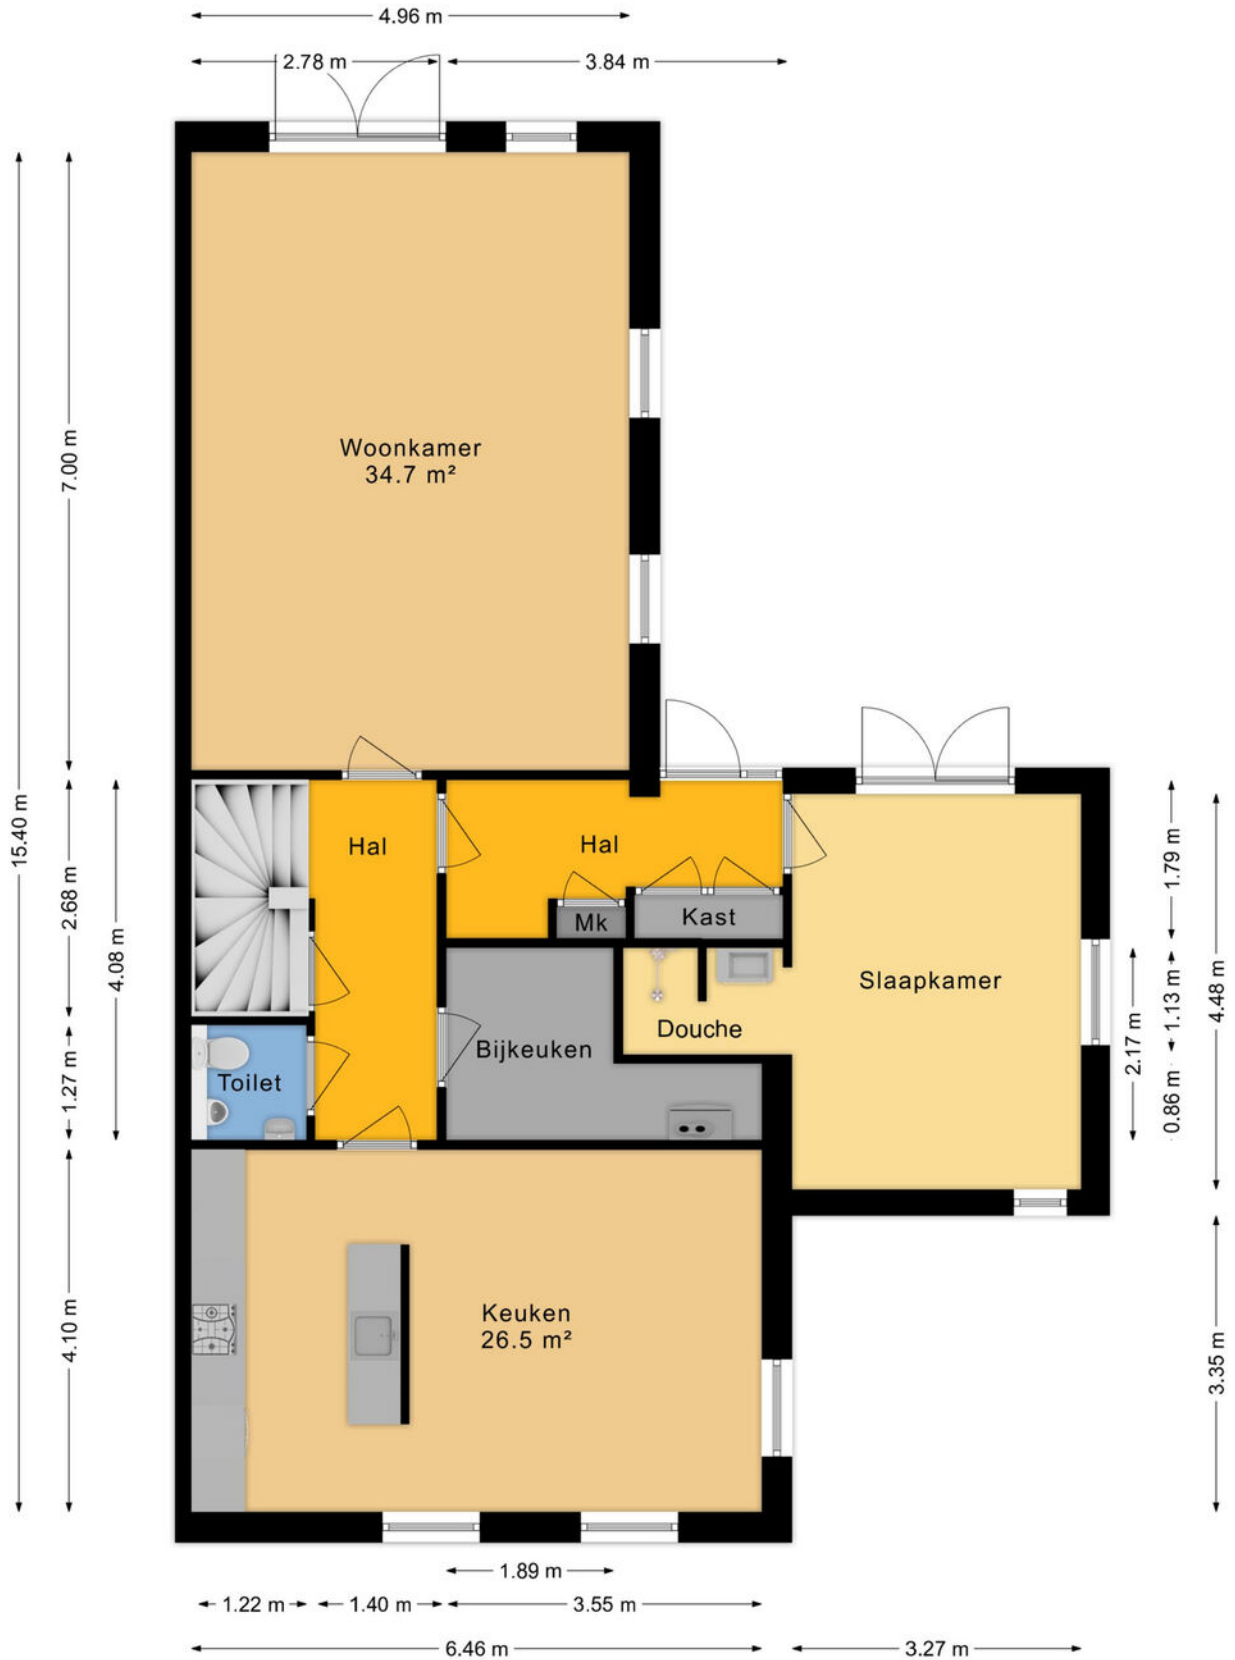 4.96 m
2.78 m
3.84 m
15.40 m
7.00 m
Woonkamer
34.7 m²
2.68 m
4.08 m
1.27 m
4.10 m
Hal
Hal
Mk
Kast
Slaapkamer
Douche
Bijkeuken
Toilet
1.79 m
1.13 m
0.86 m
2.17 m
4.48 m
3.35 m
Keuken
26.5 m²
1.89 m
1.22 m
1.40 m
3.55 m
6.46 m
3.27 m